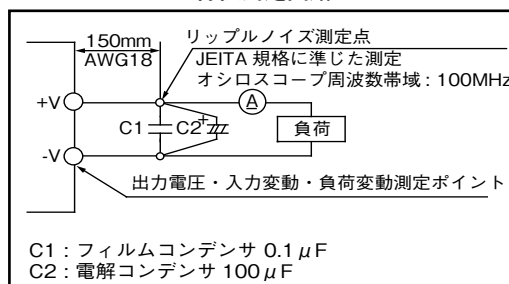 150mm
AWG18
リップルノイズ測定点
JEITA 規格に準じた測定
オシロスコープ周波数帯域 : 100MHz
+V
C1
C2
+
A
負荷
-V
出力電圧・入力変動・負荷変動測定ポイント
C1 : フィルムコンデンサ 0.1μF
C2 : 電解コンデンサ 100μF